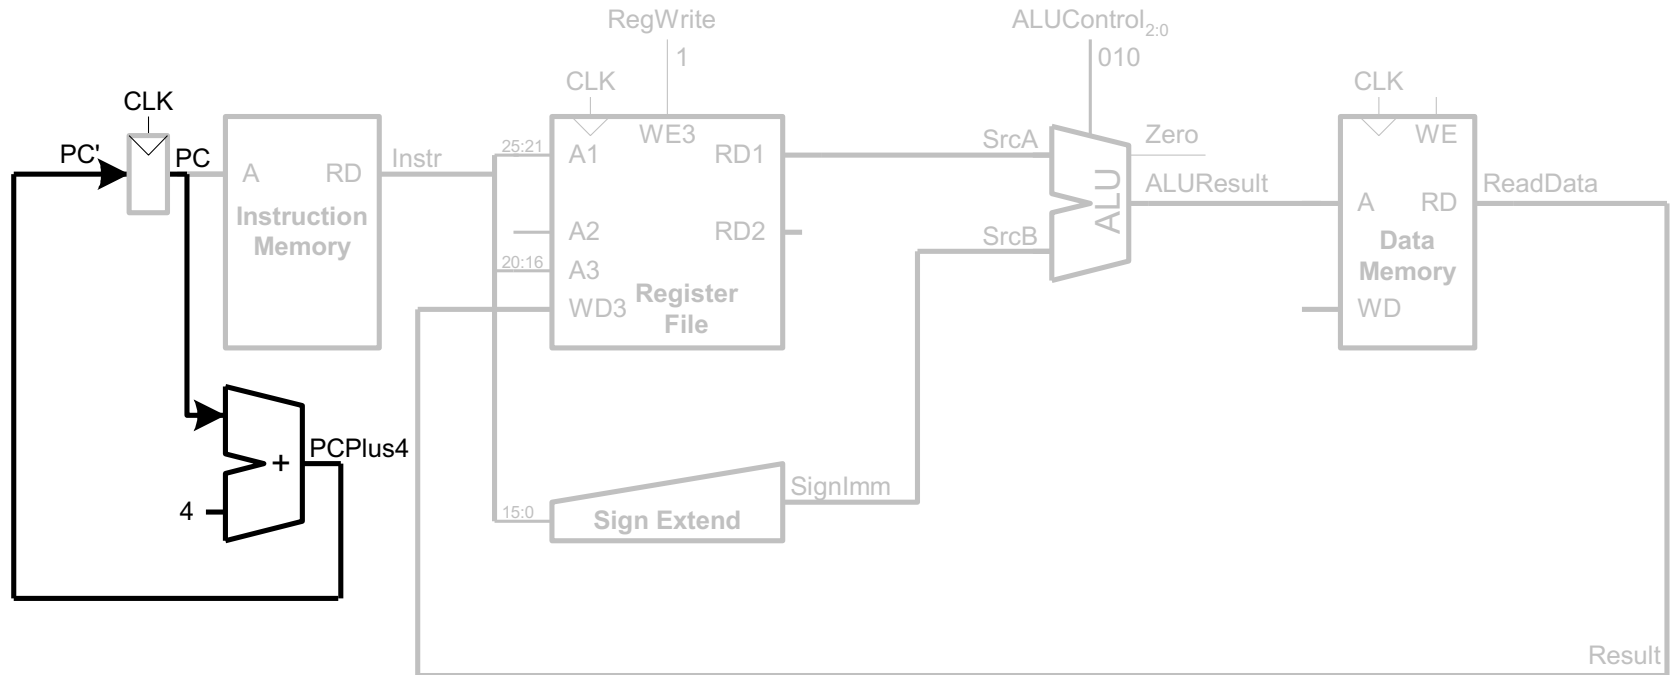 RegWrite
ALUControl2:0
1
010
CLK
CLK
CLK
WE3
WE
PC'
PC
A
RD
Instr
25:21
A1
RD1
SrcA
Zero
ALU
ALUResult
A
RD
ReadData
Instruction
Memory
A2
RD2
SrcB
Data
Memory
20:16
A3
WD3
Register
File
WD
PCPlus4
+
4
SignImm
15:0
Sign Extend
Result